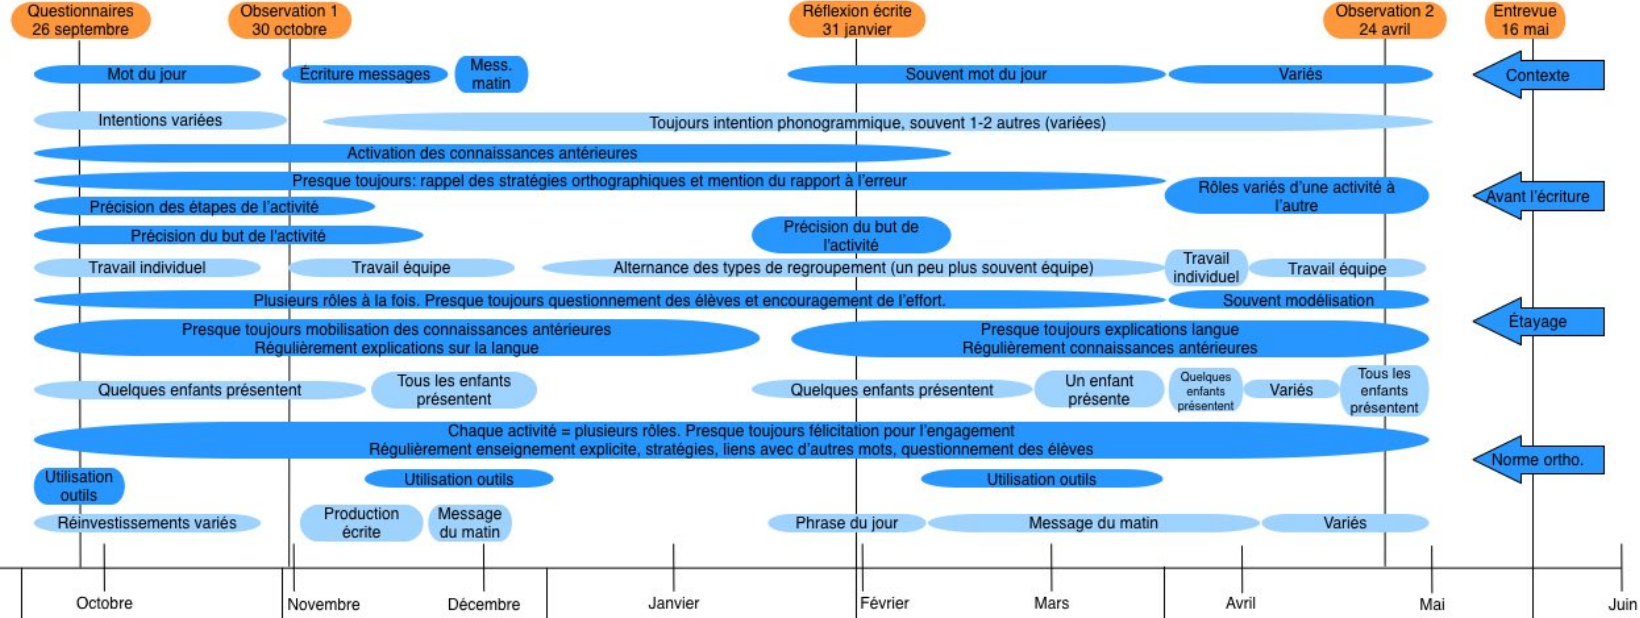 Questionnaires
26 septembre
Observation 1
30 octobre
Réflexion écrite
31 janvier
Observation 2
24 avril
Entrevue
16 mai
Mot du jour
Écriture messages
Mess.
matin
Souvent mot du jour
Variés
Contexte
Intentions variées
Toujours intention phonogrammique, souvent 1-2 autres (variées)
Activation des connaissances antérieures
Presque toujours: rappel des stratégies orthographiques et mention du rapport à l'erreur
Rôles variés d'une activité à
l'autre
Avant l'écriture
Précision des étapes de l'activité
Précision du but de l'activité
Précision du but de
l'activité
Travail individuel
Travail équipe
Alternance des types de regroupement (un peu plus souvent équipe)
Travail
individuel
Travail équipe
Plusieurs rôles à la fois. Presque toujours questionnement des élèves et encouragement de l'effort.
Souvent modélisation
Étayage
Presque toujours mobilisation des connaissances antérieures
Régulièrement explications sur la langue
Presque toujours explications langue
Régulièrement connaissances antérieures
Quelques enfants présentent
Tous les enfants
présentent
Quelques enfants présentent
Un enfant
présente
Quelques
enfants
présentent
Variés
Tous les
enfants
présentent
Chaque activité = plusieurs rôles. Presque toujours félicitation pour l'engagement
Régulièrement enseignement explicite, stratégies, liens avec d'autres mots, questionnement des élèves
Norme ortho.
Utilisation
outils
Utilisation outils
Utilisation outils
Réinvestissements variés
Production
écrite
Message
du matin
Phrase du jour
Message du matin
Variés
Octobre
Novembre
Décembre
Janvier
Février
Mars
Avril
Mai
Juin